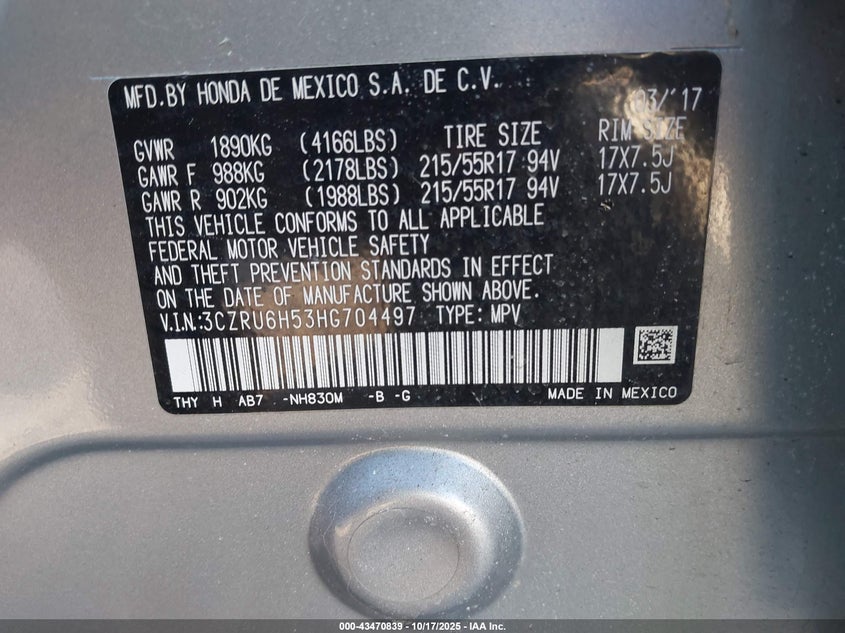 MFD.BY HONDA DE MEXICO S.A. DE C.V. 03/'17
GVWR 1890KG (4166LBS) TIRE SIZE RIM SIZE
GAWR F 988KG (2178LBS) 215/55R17 94V 17X7.5J
GAWR R 902KG (1988LBS) 215/55R17 94V 17X7.5J
THIS VEHICLE CONFORMS TO ALL APPLICABLE
FEDERAL MOTOR VEHICLE SAFETY
AND THEFT PREVENTION STANDARDS IN EFFECT
ON THE DATE OF MANUFACTURE SHOWN ABOVE.
V.I.N:3CZRU6H53HG704497 TYPE: MPV
THY H AB7 -NH830M -B -G MADE IN MEXICO
000-43470839 - 10/17/2025 - IAA Inc.